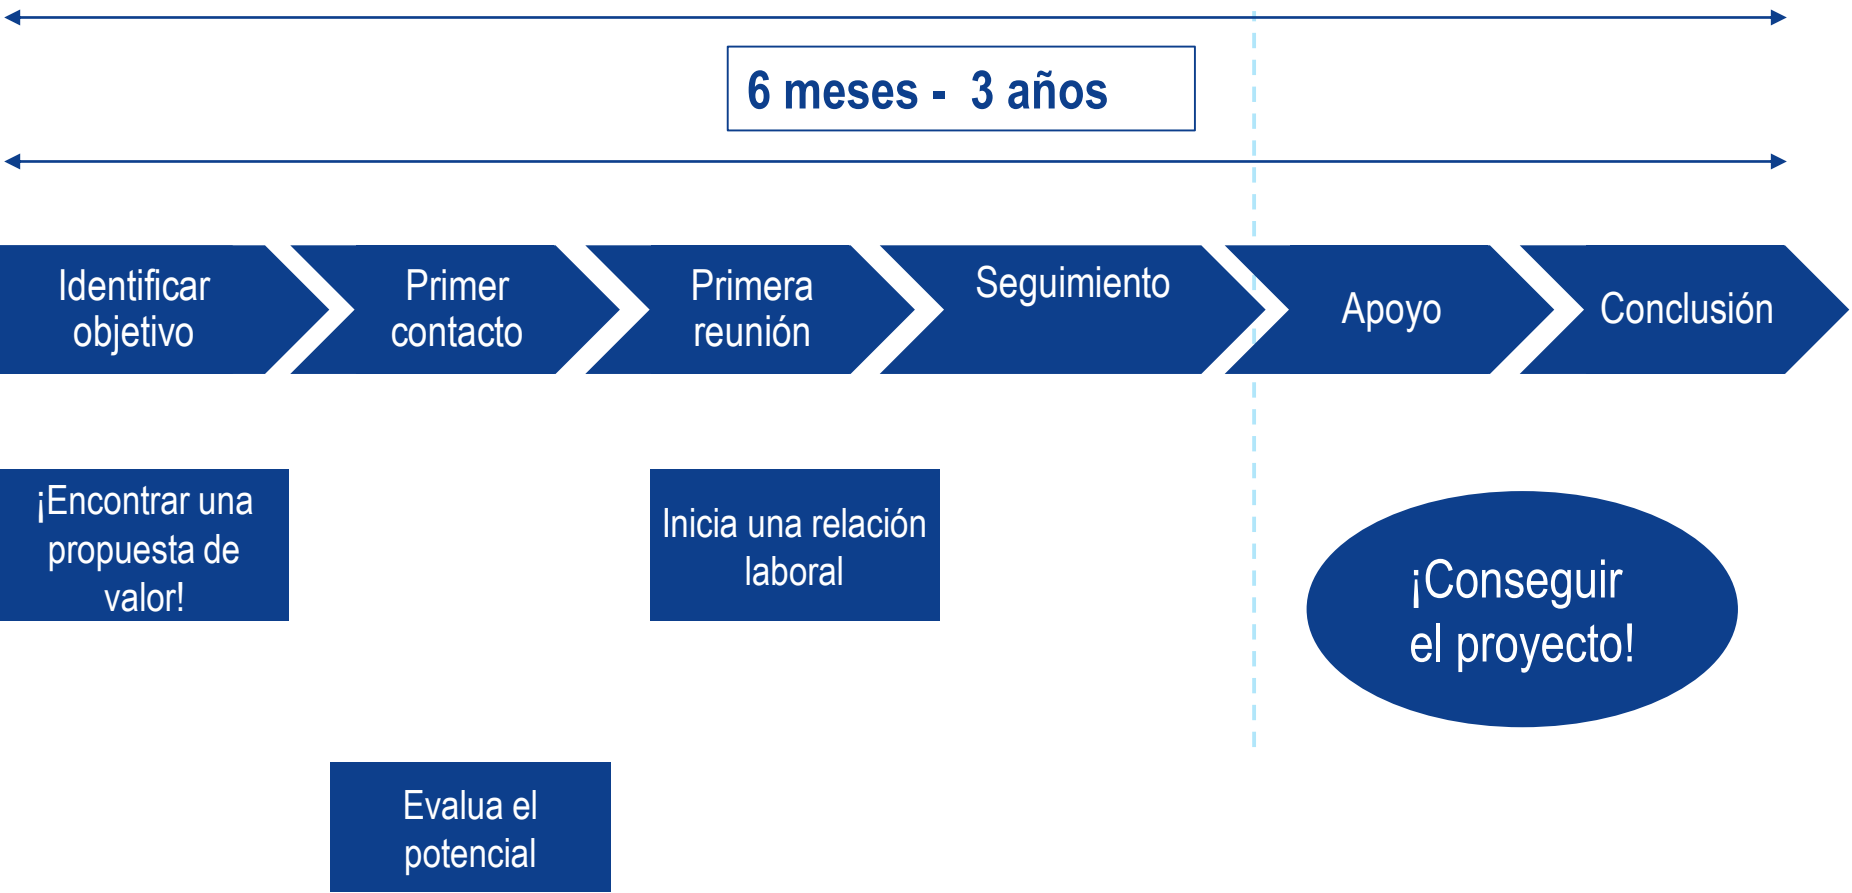 6 meses - 3 años
Identificar
objetivo
Primer
contacto
Primera
reunión
Seguimiento
Apoyo
Conclusión
¡Encontrar una
propuesta de
valor!
Inicia una relación
laboral
¡Conseguir
el proyecto!
Evalua el
potencial